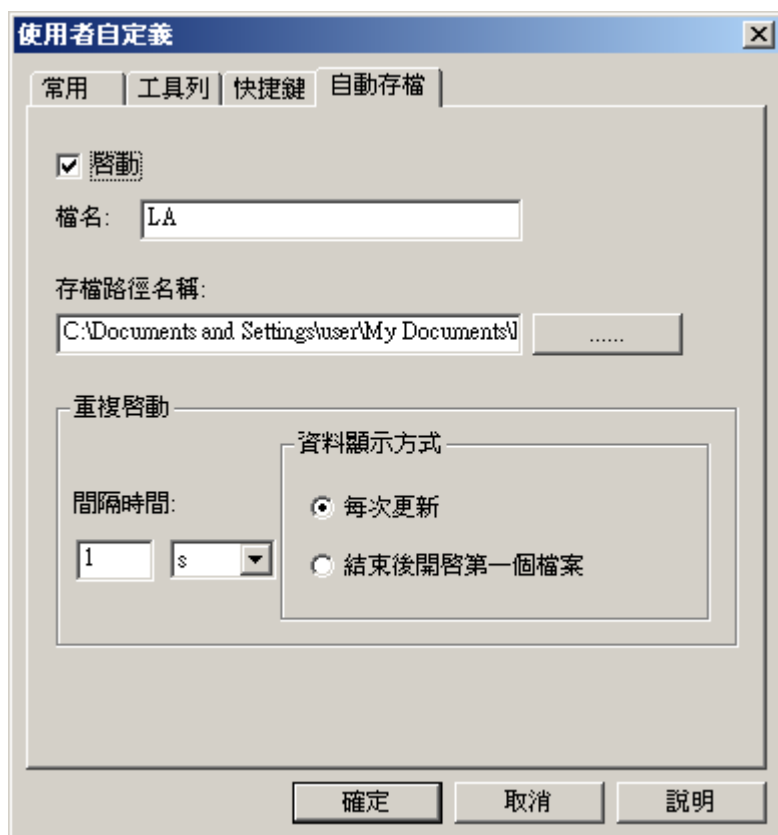 使用者自定義
常用 工具列 快捷鍵 自動存檔
啓動
檔名: LA
存檔路徑名稱:
C:\Documents and Settings\user\My Documents\ ......
重複啓動
資料顯示方式
間隔時間:
每次更新
1 s
結束後開啓第一個檔案
確定 取消 說明